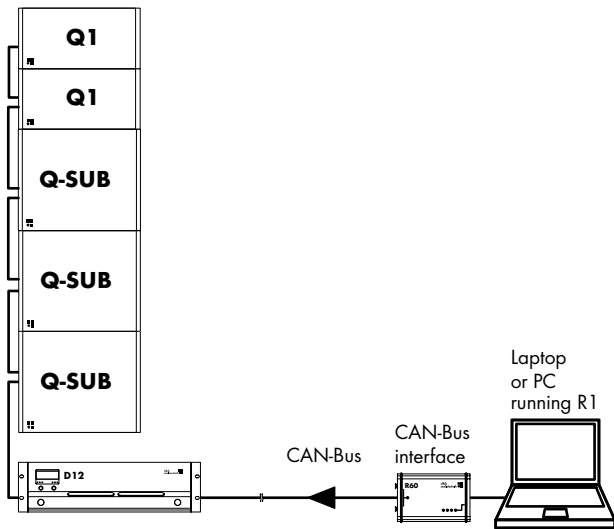 Q1
Q1
Q-SUB
Q-SUB
Q-SUB
Laptop
or PC
running R1
CAN-Bus
interface
CAN-Bus
D12
R60